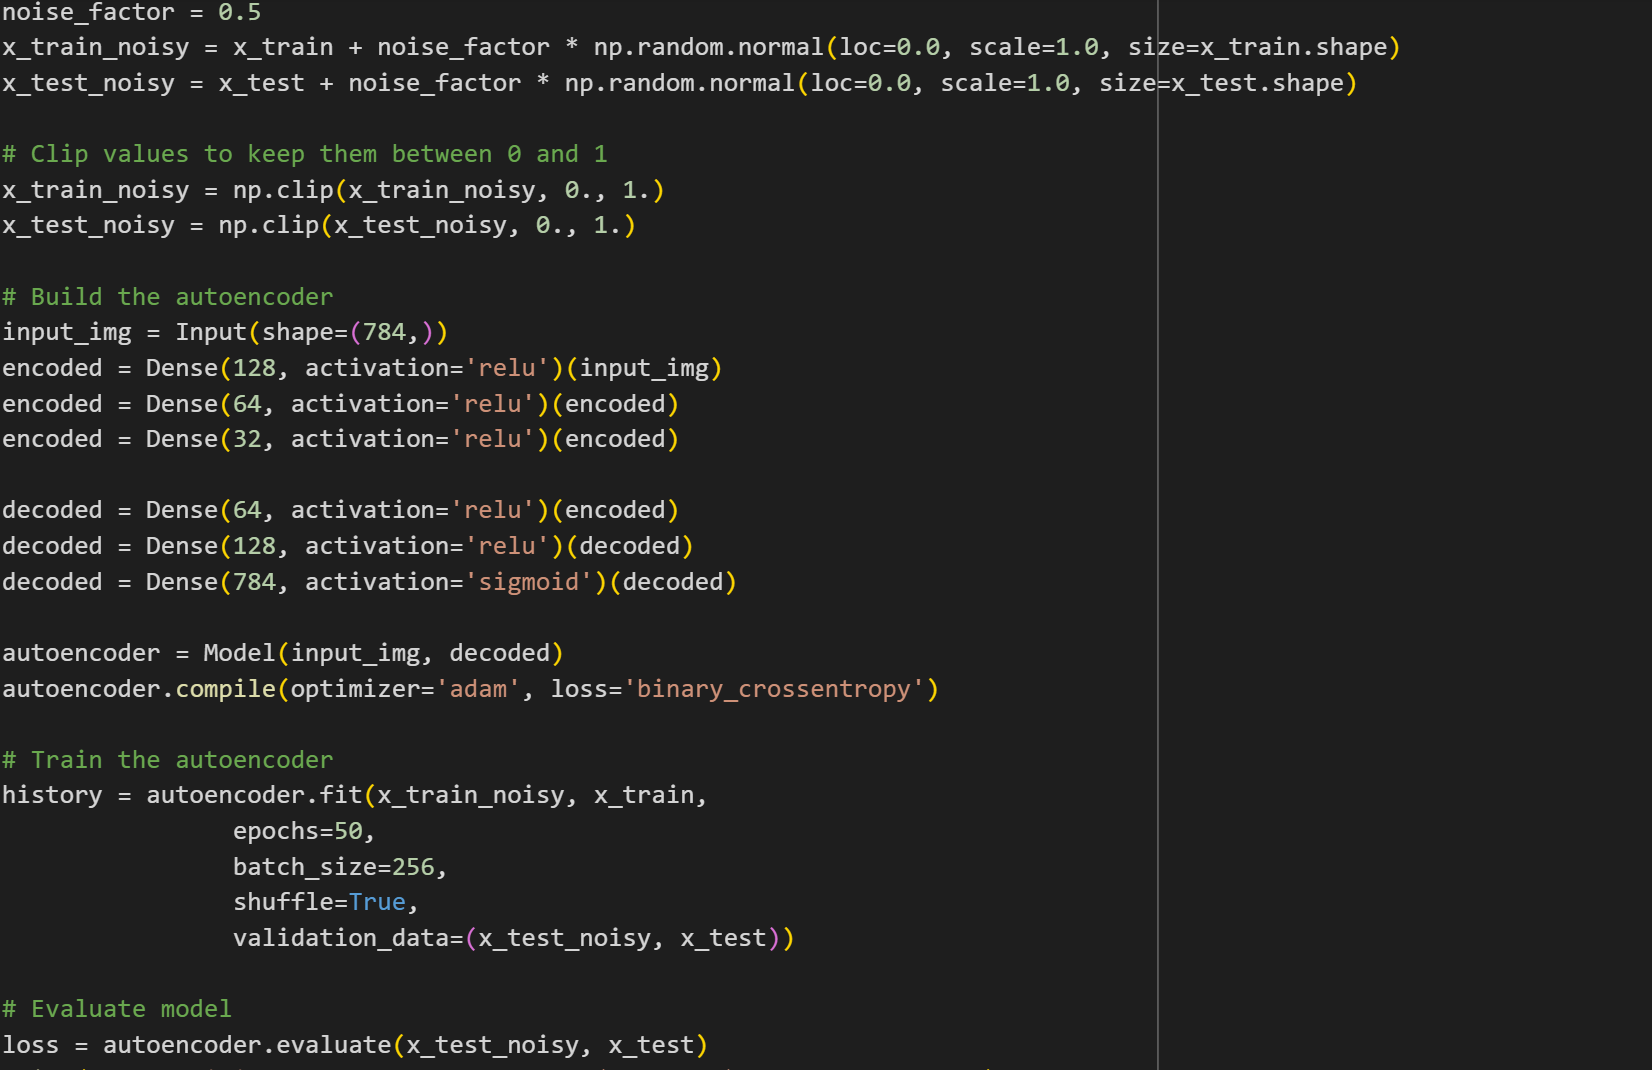 noise_factor = 0.5
x_train_noisy = x_train + noise_factor * np.random.normal(loc=0.0, scale=1.0, size=x_train.shape)
x_test_noisy = x_test + noise_factor * np.random.normal(loc=0.0, scale=1.0, size=x_test.shape)

# Clip values to keep them between 0 and 1
x_train_noisy = np.clip(x_train_noisy, 0., 1.)
x_test_noisy = np.clip(x_test_noisy, 0., 1.)

# Build the autoencoder
input_img = Input(shape=(784,))
encoded = Dense(128, activation='relu')(input_img)
encoded = Dense(64, activation='relu')(encoded)
encoded = Dense(32, activation='relu')(encoded)

decoded = Dense(64, activation='relu')(encoded)
decoded = Dense(128, activation='relu')(decoded)
decoded = Dense(784, activation='sigmoid')(decoded)

autoencoder = Model(input_img, decoded)
autoencoder.compile(optimizer='adam', loss='binary_crossentropy')

# Train the autoencoder
history = autoencoder.fit(x_train_noisy, x_train,
                epochs=50,
                batch_size=256,
                shuffle=True,
                validation_data=(x_test_noisy, x_test))

# Evaluate model
loss = autoencoder.evaluate(x_test_noisy, x_test)